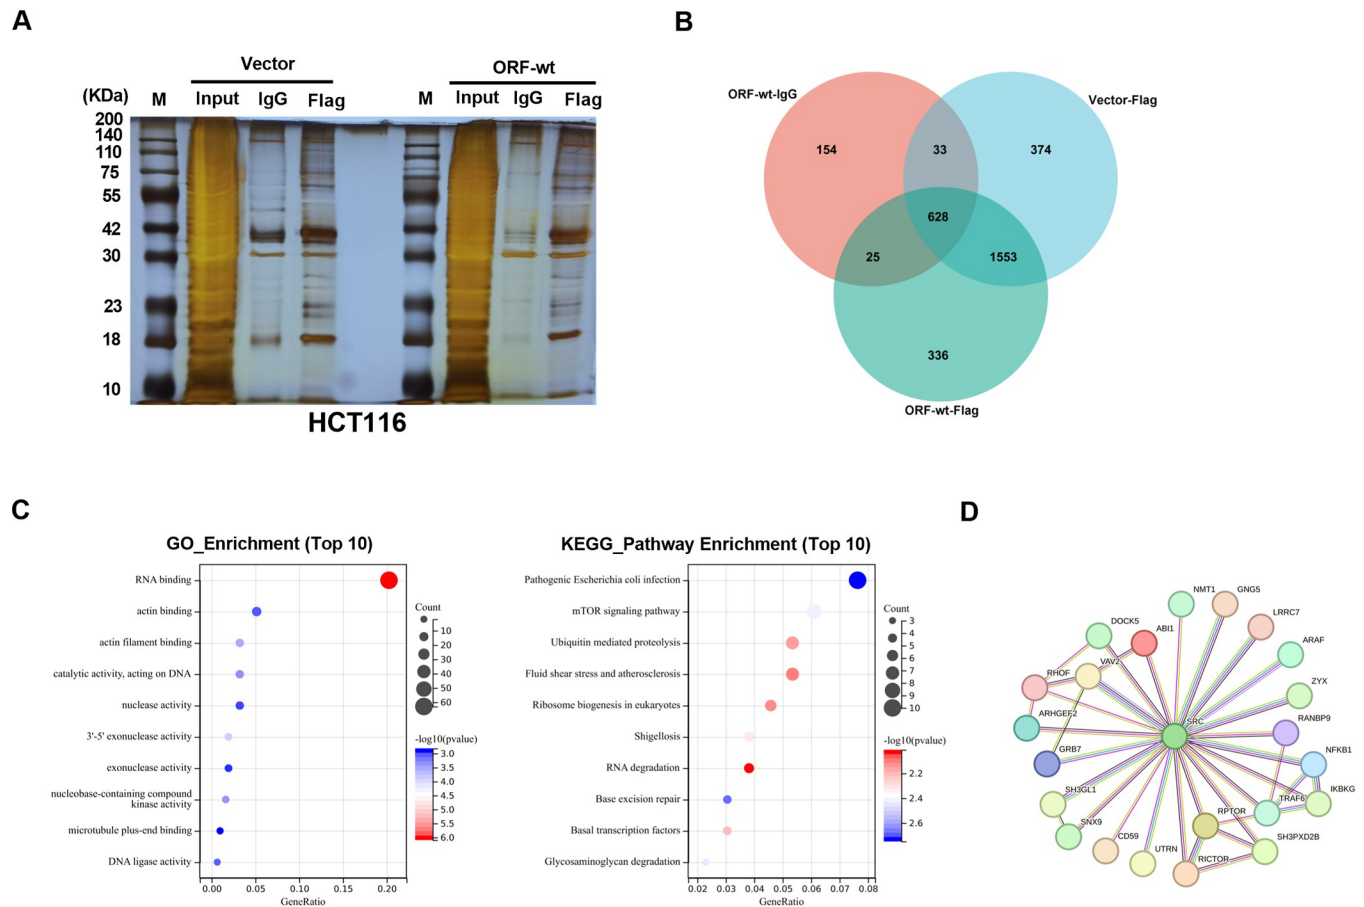 A
Vector
ORF-wt
(KDa)
M
Input
IgG
Flag
M
Input
IgG
Flag
200
140
110
75
55
42
30
23
18
10
HCT116
B
ORF-wt-IgG
Vector-Flag
154
33
374
628
25
1553
336
ORF-wt-Flag
C
GO_Enrichment (Top 10)
RNA binding
actin binding
actin filament binding
catalytic activity, acting on DNA
nuclease activity
3'-5' exonuclease activity
exonuclease activity
nucleobase-containing compound
kinase activity
microtubule plus-end binding
DNA ligase activity
0.00
0.05
0.10
0.15
0.20
GeneRatio
Count
10
20
30
40
50
60
-log10(pvalue)
3.0
3.5
4.0
4.5
5.0
5.5
6.0
KEGG_Pathway Enrichment (Top 10)
Pathogenic Escherichia coli infection
mTOR signaling pathway
Ubiquitin mediated proteolysis
Fluid shear stress and atherosclerosis
Ribosome biogenesis in eukaryotes
Shigellosis
RNA degradation
Base excision repair
Basal transcription factors
Glycosaminoglycan degradation
0.02
0.03
0.04
0.05
0.06
0.07
0.08
GeneRatio
Count
3
4
5
6
7
8
9
10
-log10(pvalue)
2.2
2.4
2.6
D
NMT1
GNG5
LRRC7
DOCK5
ABI1
ARAF
VAV2
RHOF
ZYX
ARHGEF2
SRC
RANBP9
GRB7
NFKB1
SH3GL1
IKBKG
TRAF6
SNX9
RPTOR
CD59
SH3PXD2B
UTRN
RICTOR